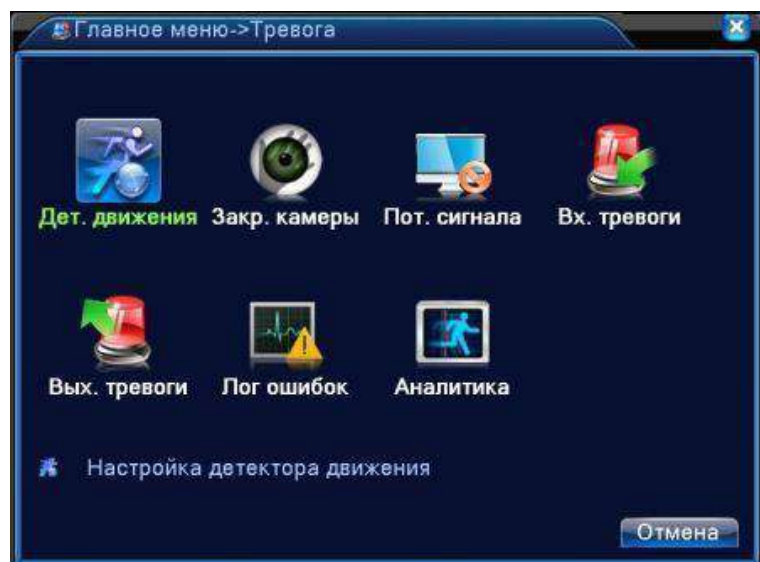 Главное меню->Тревога
Дет. движения Закр. камеры Пот. сигнала Вх. тревоги
Вых. тревоги Лог ошибок Аналитика
Настройка детектора движения
Отмена